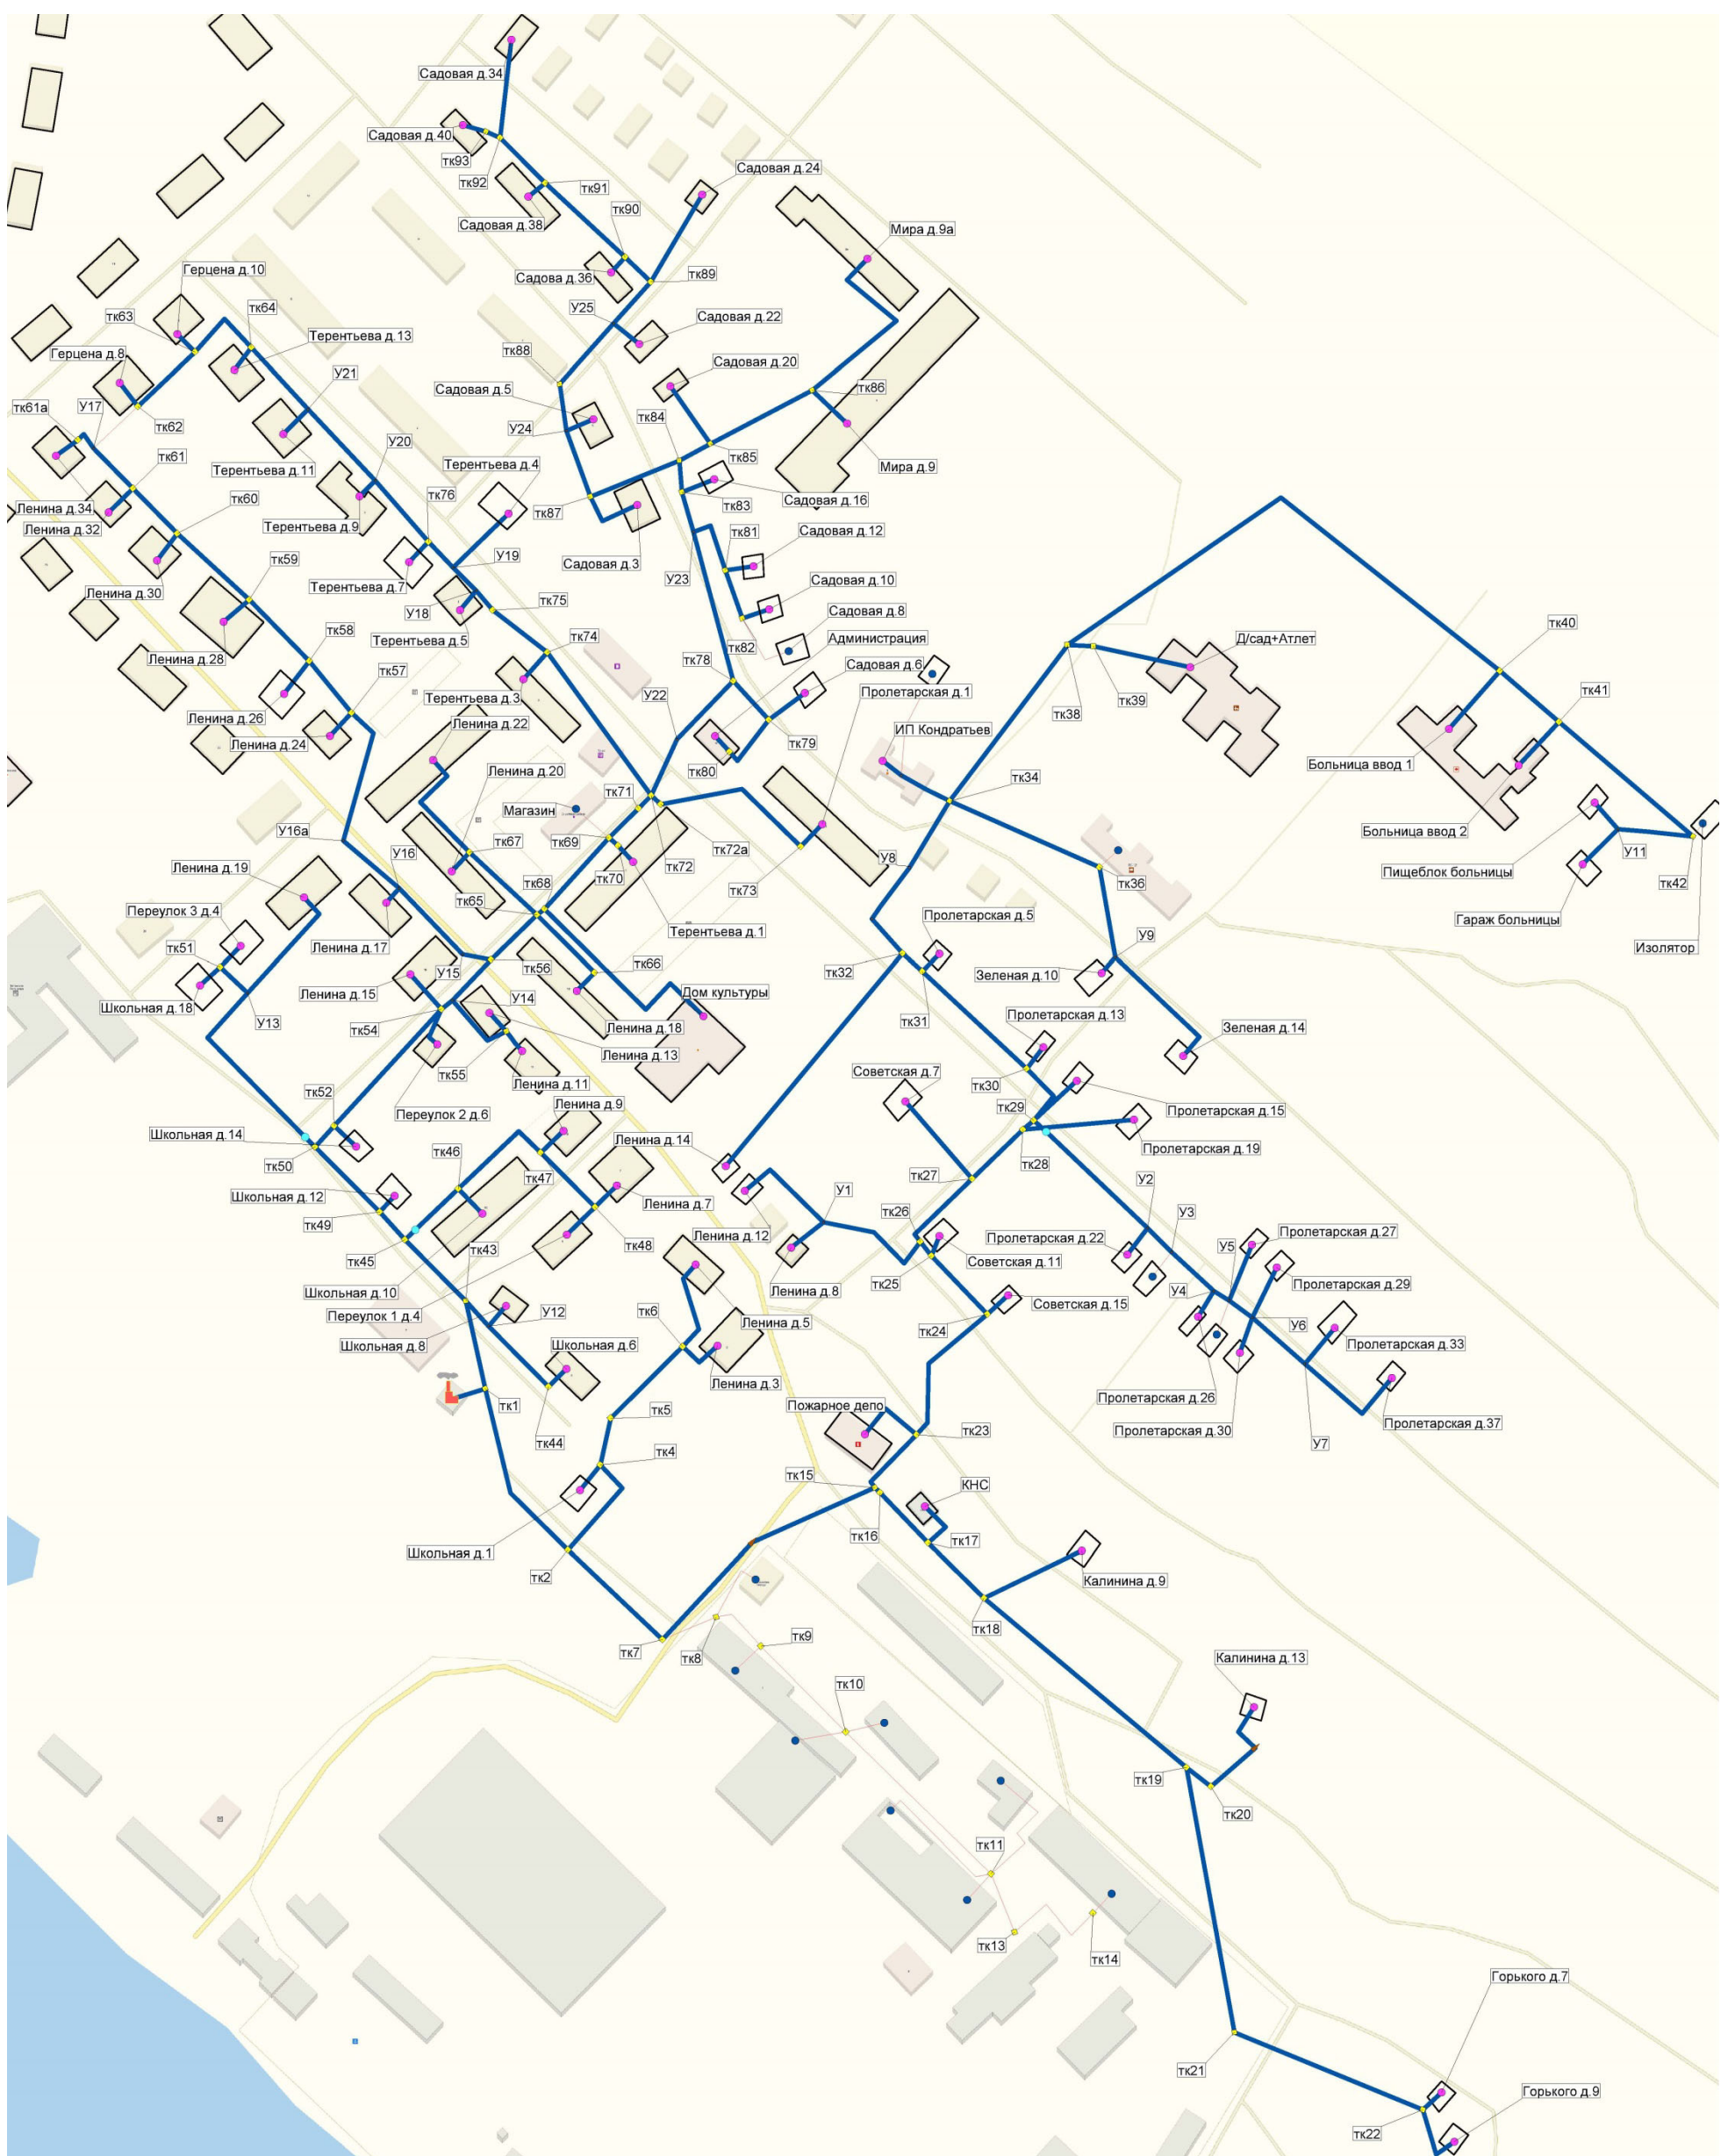 Садовая д.34
Садовая д.40
тк93
тк92
тк91
Садовая д.24
тк90
Садовая д.38
Мира д.9а
Герцена д.10
Садова д.36
тк89
тк63
тк64
У25
Терентьева д.13
Садовая д.22
Герцена д.8
тк88
Садовая д.20
У21
Садовая д.5
тк86
тк61а
У17
тк62
тк84
У24
У20
тк85
Терентьева д.4
Терентьева д.11
Мира д.9
тк61
тк76
тк60
Садовая д.16
Ленина д.34
тк87
тк83
Ленина д.32
Терентьева д.9
тк81
Садовая д.12
У19
Садовая д.3
тк59
У23
Садовая д.10
Терентьева д.7
Ленина д.30
У18
тк75
Садовая д.8
Терентьева д.5
тк74
Администрация
Д/сад+Атлет
тк58
тк82
тк40
Ленина д.28
тк78
Садовая д.6
тк57
Пролетарская д.1
Терентьева д.3
У22
тк38
тк39
тк41
Ленина д.26
Ленина д.22
ИП Кондратьев
Ленина д.24
тк79
Ленина д.20
тк80
Больница ввод 1
тк34
тк71
Магазин
У16а
Больница ввод 2
тк69
тк67
тк72а
У11
У16
тк72
У8
Ленина д.19
тк70
тк73
Пищеблок больницы
тк68
тк36
тк42
тк65
Переулок 3 д.4
Пролетарская д.5
Гараж больницы
Терентьева д.1
тк51
Ленина д.17
Изолятор
У9
тк56
У15
тк66
тк32
Зеленая д.10
Ленина д.15
Дом культуры
У14
Школьная д.18
Пролетарская д.13
У13
тк54
тк31
Ленина д.18
Зеленая д.14
Ленина д.13
тк55
Советская д.7
тк30
Ленина д.11
тк52
Ленина д.9
Переулок 2 д.6
тк29
Пролетарская д.15
Школьная д.14
Ленина д.14
Пролетарская д.19
тк50
тк46
тк28
тк47
тк27
Школьная д.12
У1
У2
Ленина д.7
тк49
тк26
Пролетарская д.27
Ленина д.12
Пролетарская д.22
У3
тк43
тк48
У5
тк45
Советская д.11
Пролетарская д.29
тк25
Ленина д.8
Школьная д.10
У4
Советская д.15
Переулок 1 д.4
Ленина д.5
У12
тк6
У6
тк24
Пролетарская д.33
Школьная д.8
Школьная д.6
Ленина д.3
Пролетарская д.26
тк1
Пожарное депо
тк5
Пролетарская д.37
Пролетарская д.30
тк23
тк44
У7
тк4
тк15
КНС
тк16
тк17
Школьная д.1
тк2
Калинина д.9
тк18
тк9
тк7
тк8
Калинина д.13
тк10
тк19
тк20
тк11
тк13
тк14
Горького д.7
тк21
Горького д.9
тк22